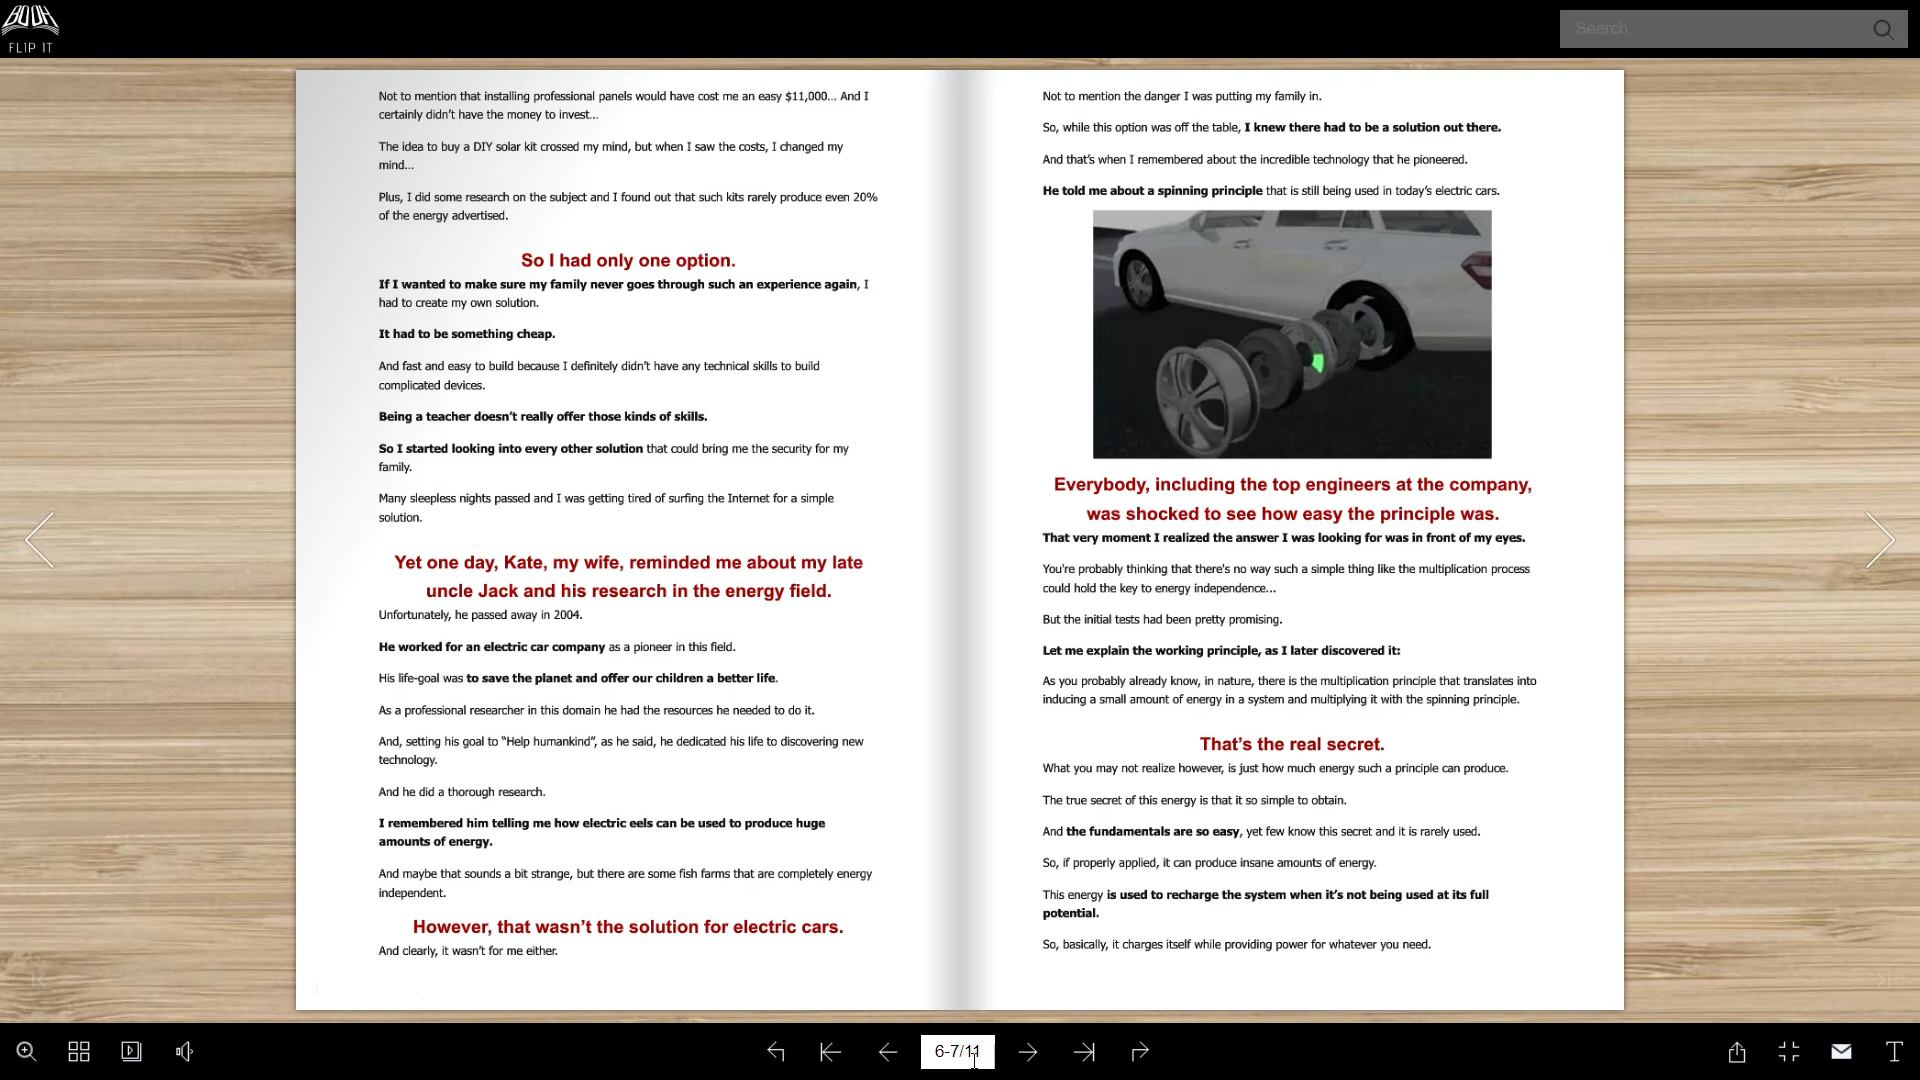 BOOK
FLIP IT
Search
Not to mention that installing professional panels would have cost me an easy $11,000... And I
certainly didn't have the money to invest...
The idea to buy a DIY solar kit crossed my mind, but when I saw the costs, I changed my
mind...
Plus, I did some research on the subject and I found out that such kits rarely produce even 20%
of the energy advertised.
So I had only one option.
If I wanted to make sure my family never goes through such an experience again, I
had to create my own solution.
It had to be something cheap.
And fast and easy to build because I definitely didn't have any technical skills to build
complicated devices.
Being a teacher doesn't really offer those kinds of skills.
So I started looking into every other solution that could bring me the security for my
family.
Many sleepless nights passed and I was getting tired of surfing the Internet for a simple
solution.
Yet one day, Kate, my wife, reminded me about my late
uncle Jack and his research in the energy field.
Unfortunately, he passed away in 2004.
He worked for an electric car company as a pioneer in this field.
His life-goal was to save the planet and offer our children a better life.
As a professional researcher in this domain he had the resources he needed to do it.
And, setting his goal to "Help humankind", as he said, he dedicated his life to discovering new
technology.
And he did a thorough research.
I remembered him telling me how electric eels can be used to produce huge
amounts of energy.
And maybe that sounds a bit strange, but there are some fish farms that are completely energy
independent.
However, that wasn't the solution for electric cars.
And clearly, it wasn't for me either.
Not to mention the danger I was putting my family in.
So, while this option was off the table, I knew there had to be a solution out there.
And that's when I remembered about the incredible technology that he pioneered.
He told me about a spinning principle that is still being used in today's electric cars.
Everybody, including the top engineers at the company,
was shocked to see how easy the principle was.
That very moment I realized the answer I was looking for was in front of my eyes.
You're probably thinking that there's no way such a simple thing like the multiplication process
could hold the key to energy independence...
But the initial tests had been pretty promising.
Let me explain the working principle, as I later discovered it:
As you probably already know, in nature, there is the multiplication principle that translates into
inducing a small amount of energy in a system and multiplying it with the spinning principle.
That's the real secret.
What you may not realize however, is just how much energy such a principle can produce.
The true secret of this energy is that it so simple to obtain.
And the fundamentals are so easy, yet few know this secret and it is rarely used.
So, if properly applied, it can produce insane amounts of energy.
This energy is used to recharge the system when it's not being used at its full
potential.
So, basically, it charges itself while providing power for whatever you need.
6-7/11